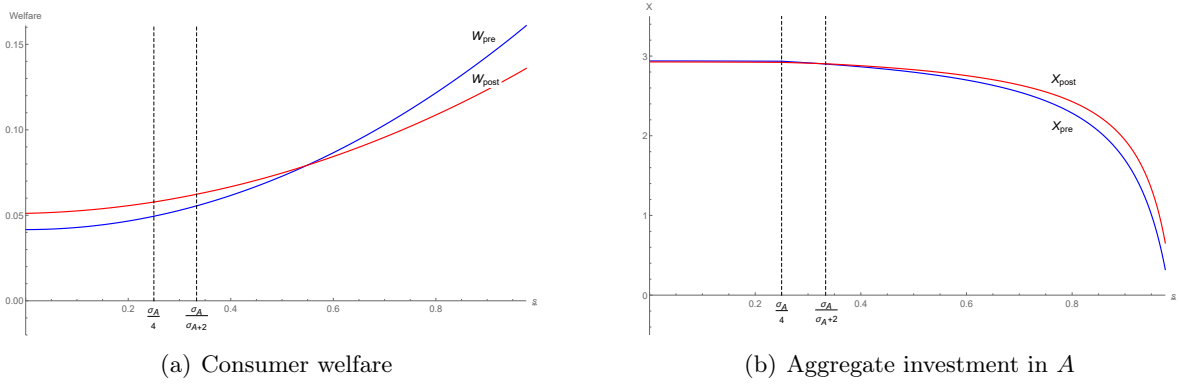 Welfare
0.15
0.10
0.05
0.00
W_pre
W_post
σ_A/4
σ_A/σ_{A+2}
0.2
0.4
0.6
0.8
s
(a) Consumer welfare
X
3
2
1
0
X_post
X_pre
0.2
σ_A/4
σ_A/σ_{A+2}
0.4
0.6
0.8
s
(b) Aggregate investment in A